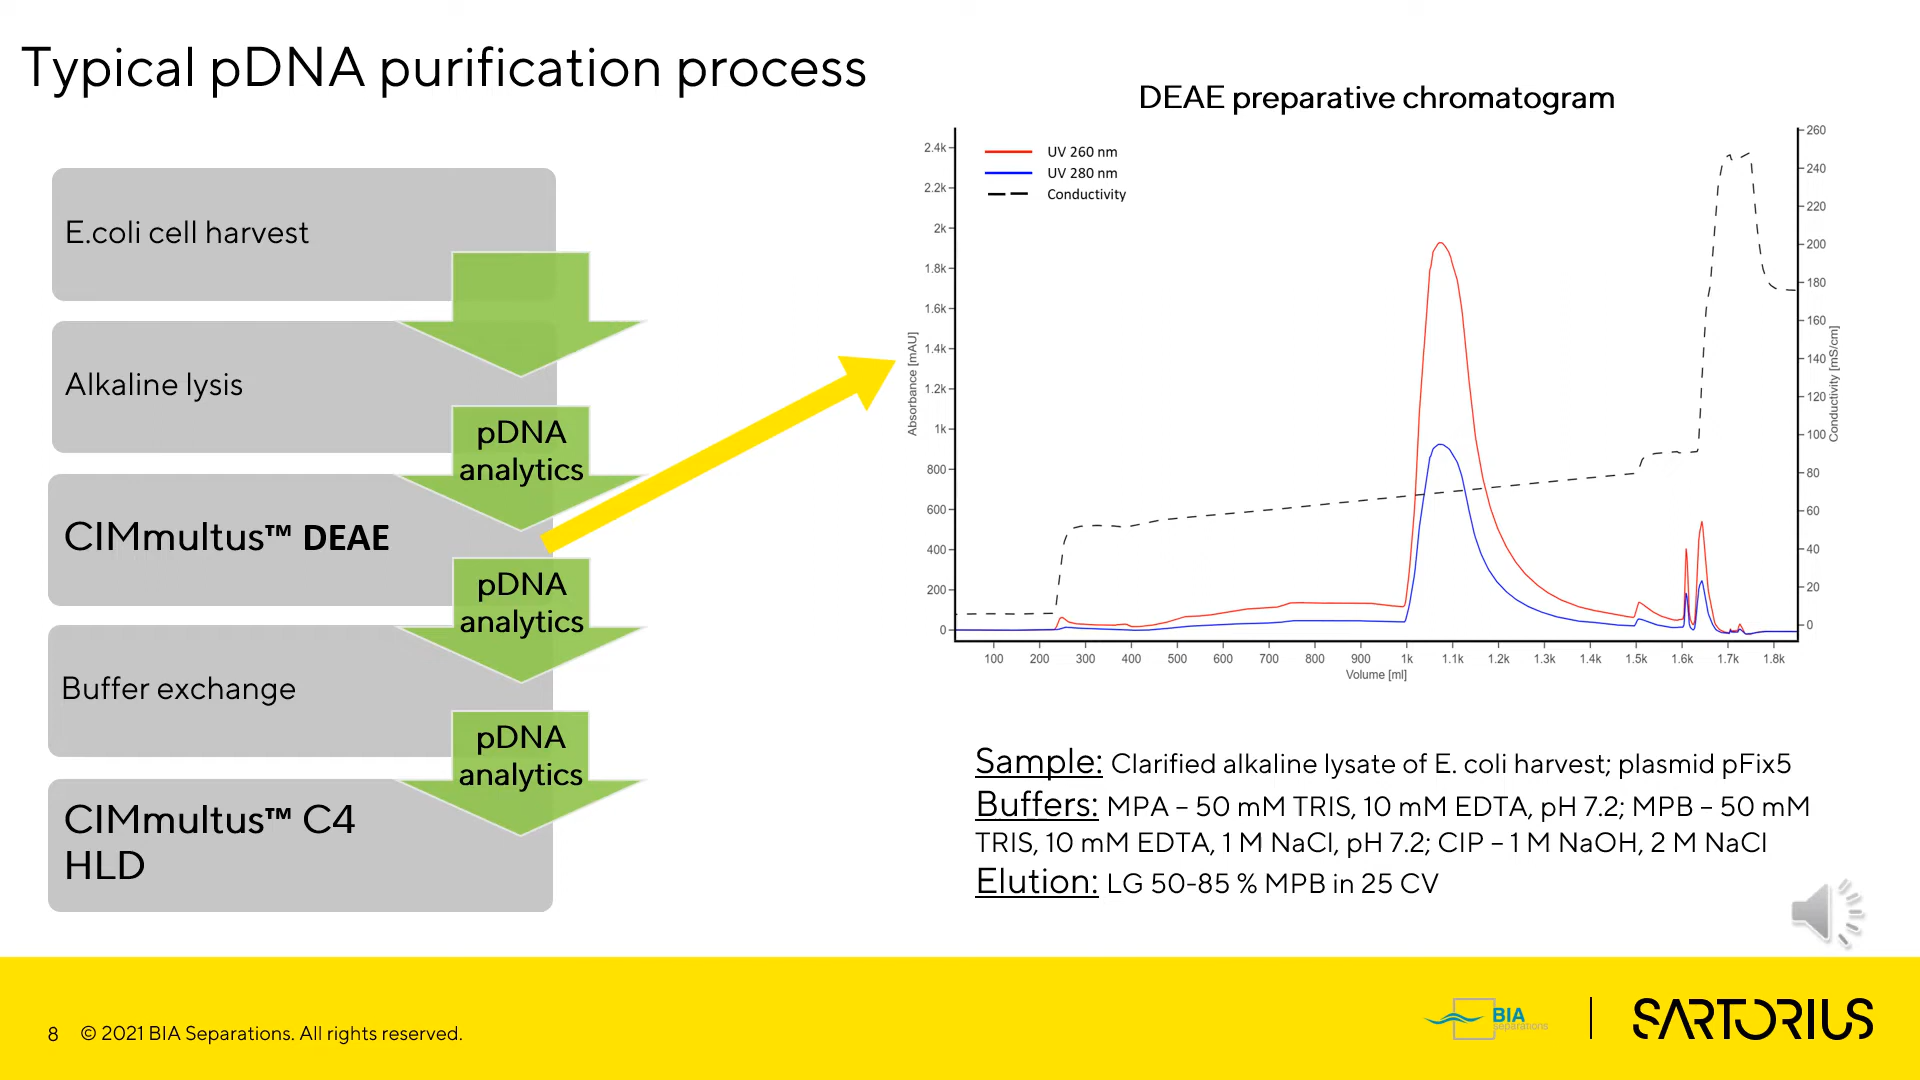 Typical pDNA purification process
E.coli cell harvest
Alkaline lysis
pDNA
analytics
CIMmultus™ DEAE
pDNA
analytics
Buffer exchange
pDNA
analytics
CIMmultus™ C4
HLD
DEAE preparative chromatogram
UV 260 nm
UV 280 nm
Conductivity
2.4k
2.2k
2k
1.8k
1.6k
1.4k
1.2k
1k
800
600
400
200
0
Absorbance [mAU]
260
240
220
200
180
160
140
120
100
80
60
40
20
0
Conductivity [mS/cm]
100 200 300 400 500 600 700 800 900 1k 1.1k 1.2k 1.3k 1.4k 1.5k 1.6k 1.7k 1.8k
Volume [ml]
Sample: Clarified alkaline lysate of E. coli harvest; plasmid pFix5
Buffers: MPA – 50 mM TRIS, 10 mM EDTA, pH 7.2; MPB – 50 mM
TRIS, 10 mM EDTA, 1 M NaCl, pH 7.2; CIP – 1 M NaOH, 2 M NaCl
Elution: LG 50-85 % MPB in 25 CV
8 © 2021 BIA Separations. All rights reserved.
BIA
separations
SARTORIUS